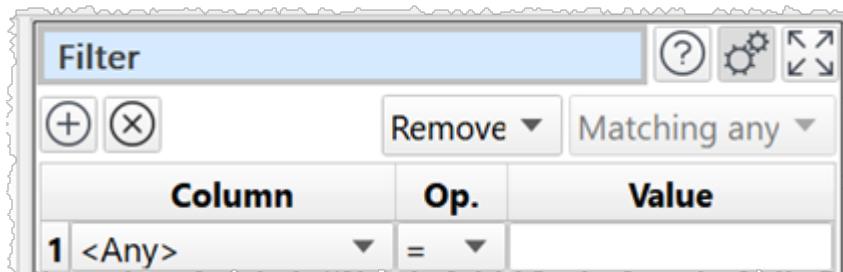 Filter
Remove Matching any
Column Op. Value
1 <Any> =